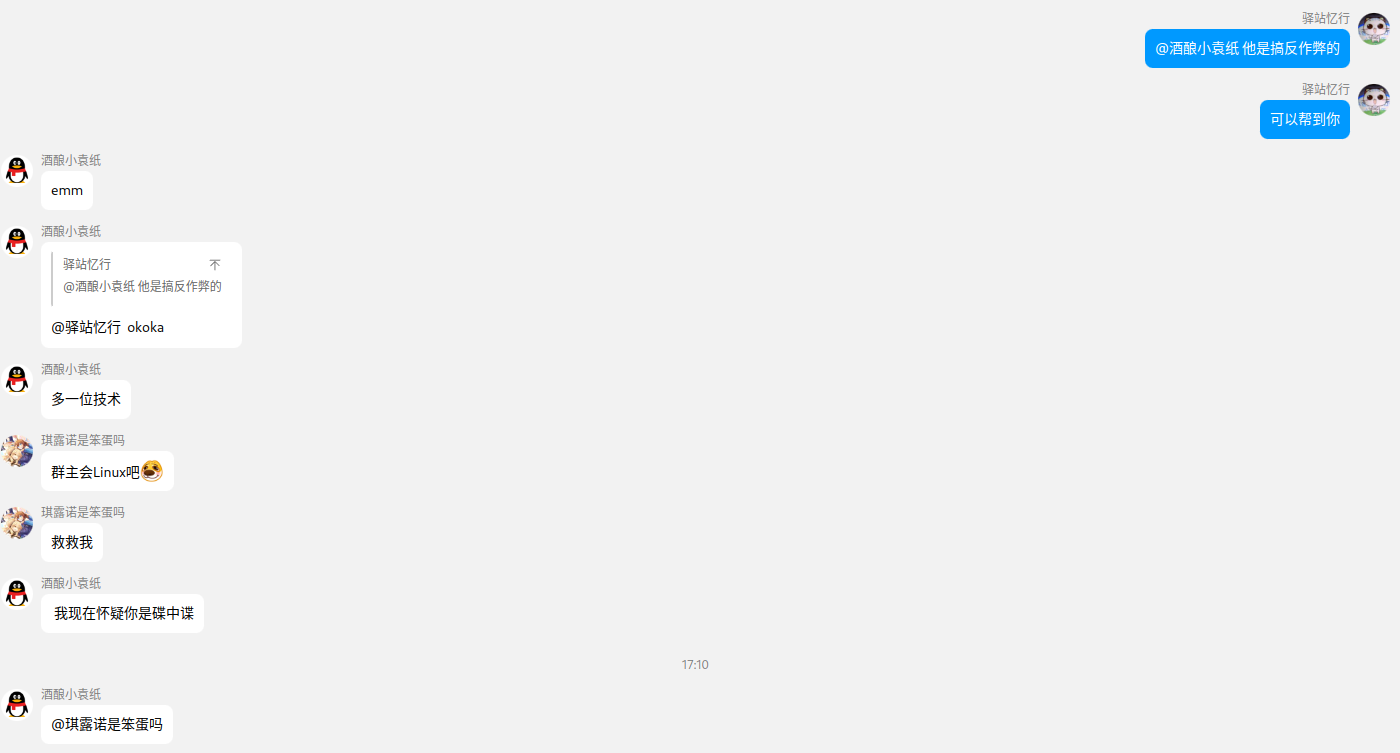 驿站忆行
@酒酿小袁纸 他是搞反作弊的
驿站忆行
可以帮到你
酒酿小袁纸
emm
酒酿小袁纸
驿站忆行
@酒酿小袁纸 他是搞反作弊的
@驿站忆行 okoka
酒酿小袁纸
多一位技术
琪露诺是笨蛋吗
群主会Linux吧
琪露诺是笨蛋吗
救救我
酒酿小袁纸
我现在怀疑你是碟中谍
17:10
酒酿小袁纸
@琪露诺是笨蛋吗